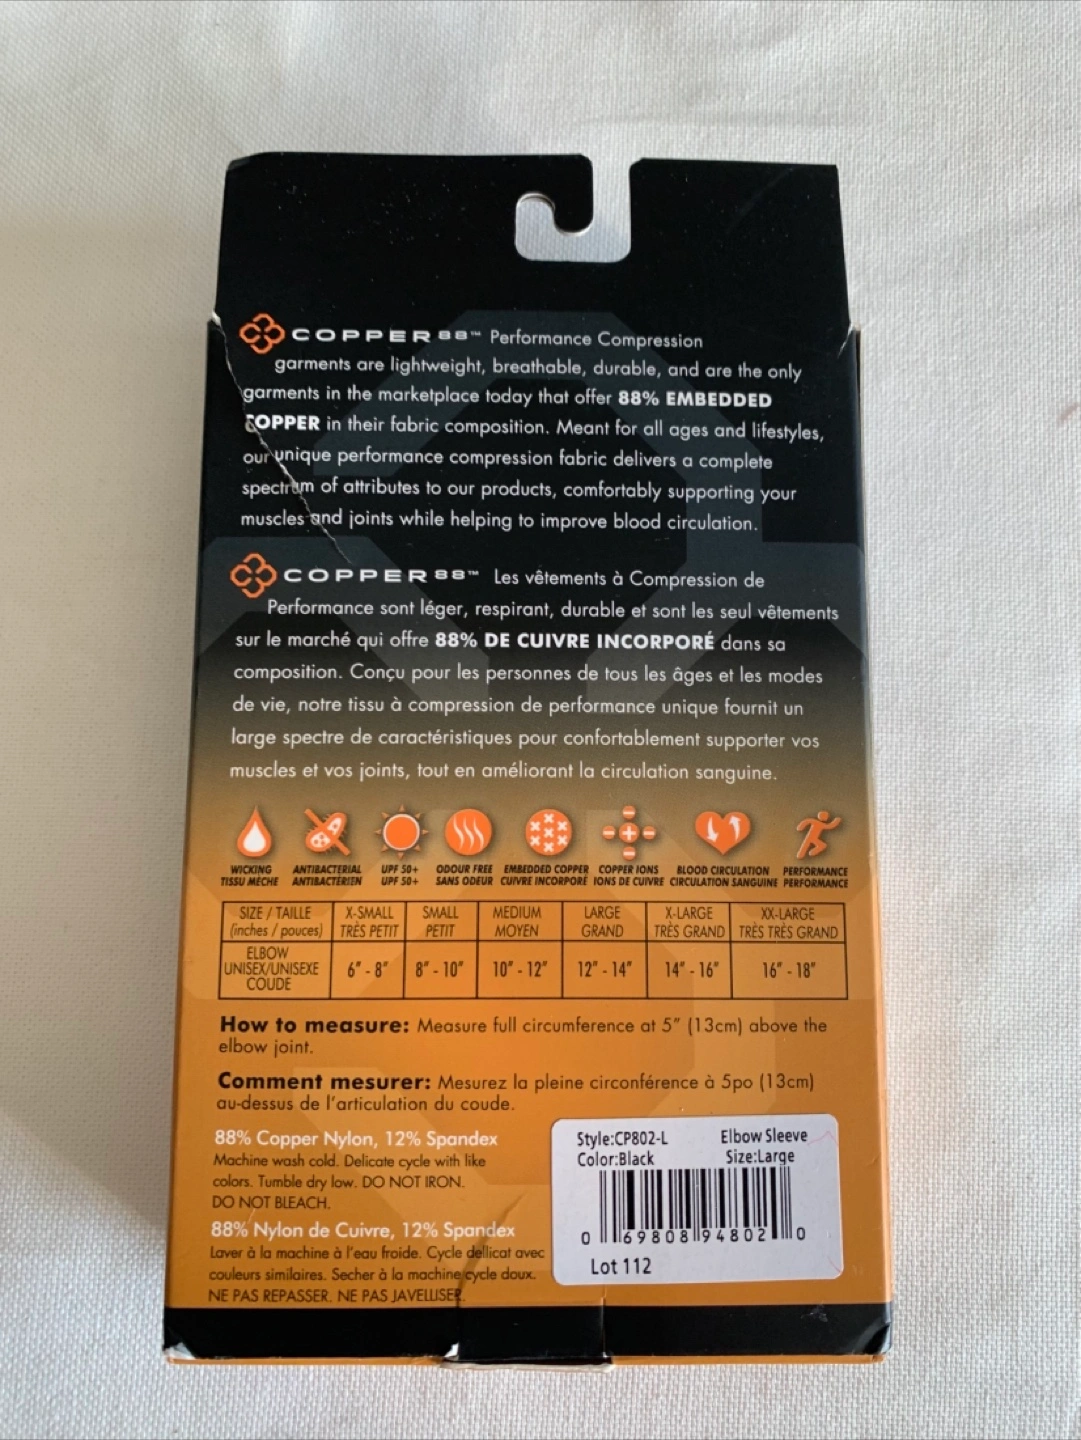 COPPER88™ Performance Compression
garments are lightweight, breathable, durable, and are the only
garments in the marketplace today that offer 88% EMBEDDED
COPPER in their fabric composition. Meant for all ages and lifestyles,
our unique performance compression fabric delivers a complete
spectrum of attributes to our products, comfortably supporting your
muscles and joints while helping to improve blood circulation.
COPPER88™ Les vêtements à Compression de
Performance sont léger, respirant, durable et sont les seul vêtements
sur le marché qui offre 88% DE CUIVRE INCORPORÉ dans sa
composition. Conçu pour les personnes de tous les âges et les modes
de vie, notre tissu à compression de performance unique fournit un
large spectre de caractéristiques pour confortablement supporter vos
muscles et vos joints, tout en améliorant la circulation sanguine.
WICKING ANTIBACTERIAL UPF 50+ ODOUR FREE EMBEDDED COPPER COPPER IONS BLOOD CIRCULATION PERFORMANCE
TISSU MÈCHE ANTIBACTÉRIEN UPF 50+ SANS ODEUR CUIVRE INCORPORÉ IONS DE CUIVRE CIRCULATION SANGUINE PERFORMANCE
SIZE / TAILLE X-SMALL SMALL MEDIUM LARGE X-LARGE XX-LARGE
(inches / pouces) TRÈS PETIT PETIT MOYEN GRAND TRÈS GRAND TRÈS TRÈS GRAND
ELBOW
UNISEX/UNISEXE 6" - 8" 8" - 10" 10" - 12" 12" - 14" 14" - 16" 16" - 18"
COUDE
How to measure: Measure full circumference at 5" (13cm) above the
elbow joint.
Comment mesurer: Mesurez la pleine circonférence à 5po (13cm)
au-dessus de l'articulation du coude.
88% Copper Nylon, 12% Spandex
Machine wash cold. Delicate cycle with like
colors. Tumble dry low. DO NOT IRON.
DO NOT BLEACH.
88% Nylon de Cuivre, 12% Spandex
Laver à la machine à l'eau froide. Cycle dellicat avec
couleurs similaires. Secher à la machine cycle doux.
NE PAS REPASSER. NE PAS JAVELLISER.
Style:CP802-L Elbow Sleeve
Color:Black Size:Large
0 69808 94802 0
Lot 112